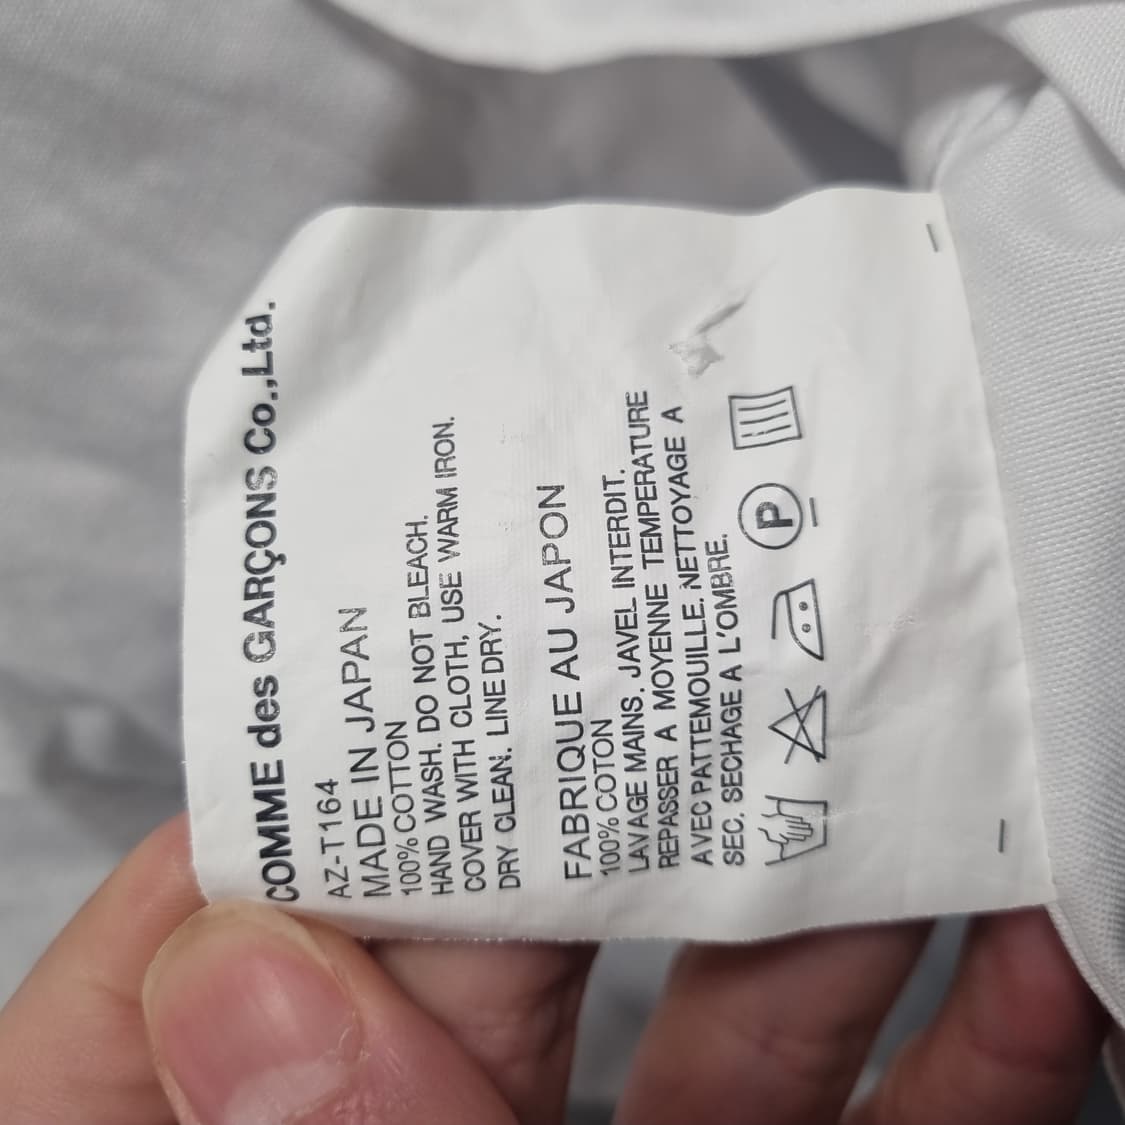 COMME des GARÇONS Co.,Ltd.
AZ-T164
MADE IN JAPAN
100% COTTON
HAND WASH. DO NOT BLEACH.
COVER WITH CLOTH, USE WARM IRON.
DRY CLEAN. LINE DRY.
FABRIQUE AU JAPON
100% COTON
LAVAGE MAINS. JAVEL INTERDIT.
REPASSER A MOYENNE TEMPERATURE
AVEC PATTEMOUILLE. NETTOYAGE A
SEC. SECHAGE A L'OMBRE.
P